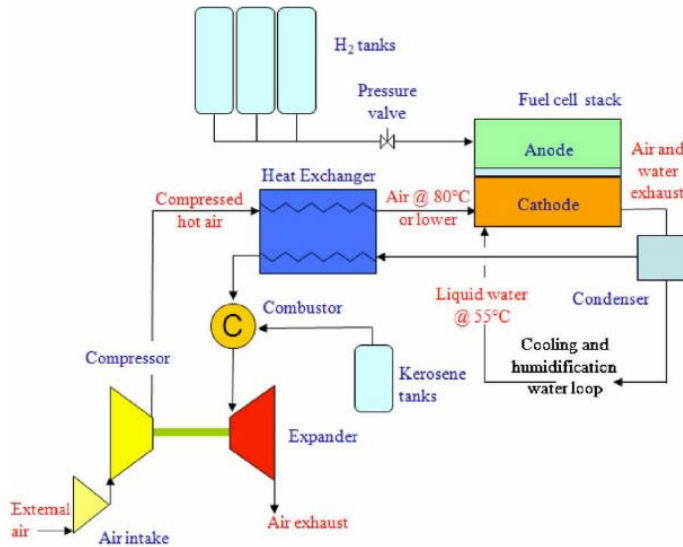 H₂ tanks
Pressure
valve
Fuel cell stack
Anode
Air and
water
exhaust
Heat Exchanger
Compressed
hot air
Air @ 80°C
or lower
Cathode
Liquid water
@ 55°C
Condenser
C
Combustor
Cooling and
humidification
water loop
Compressor
Kerosene
tanks
Expander
External
air
Air intake
Air exhaust